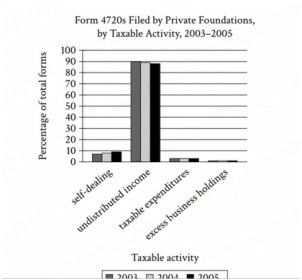 Form 4720s Filed by Private Foundations,
by Taxable Activity, 2003–2005
Percentage of total forms
100
90
80
70
60
50
40
30
20
10
0
self-dealing
undistributed income
taxable expenditures
excess business holdings
Taxable activity
2003 2004 2005